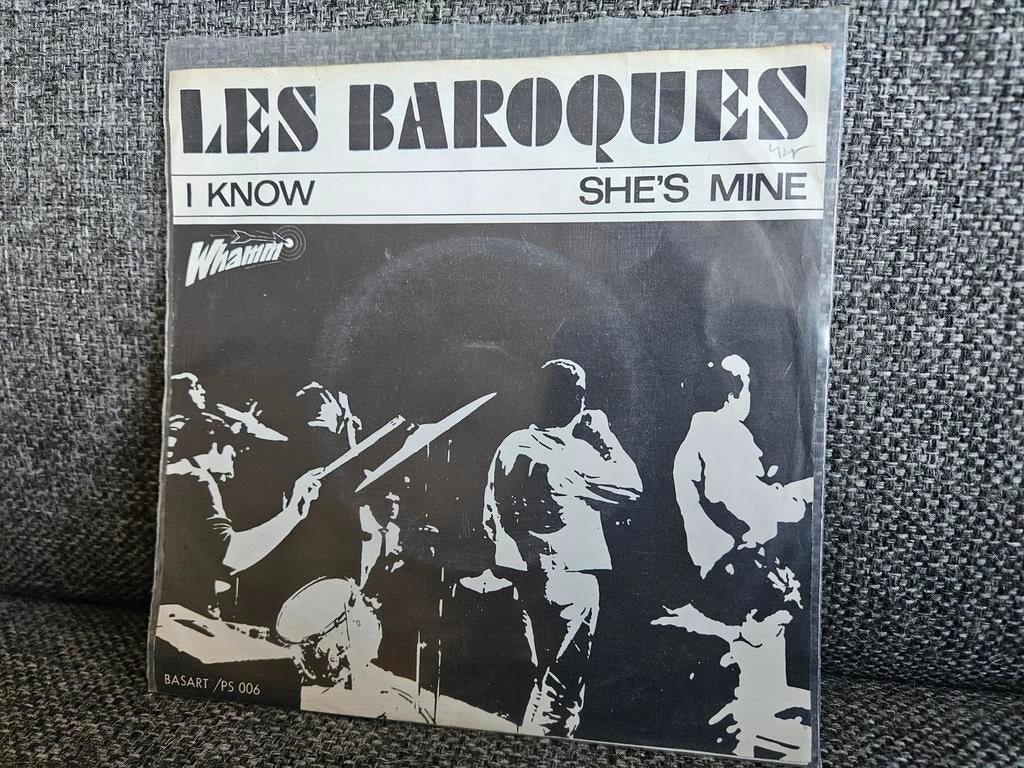 LES BAROQUES
I KNOW SHE'S MINE
Whamm
BASART /PS 006